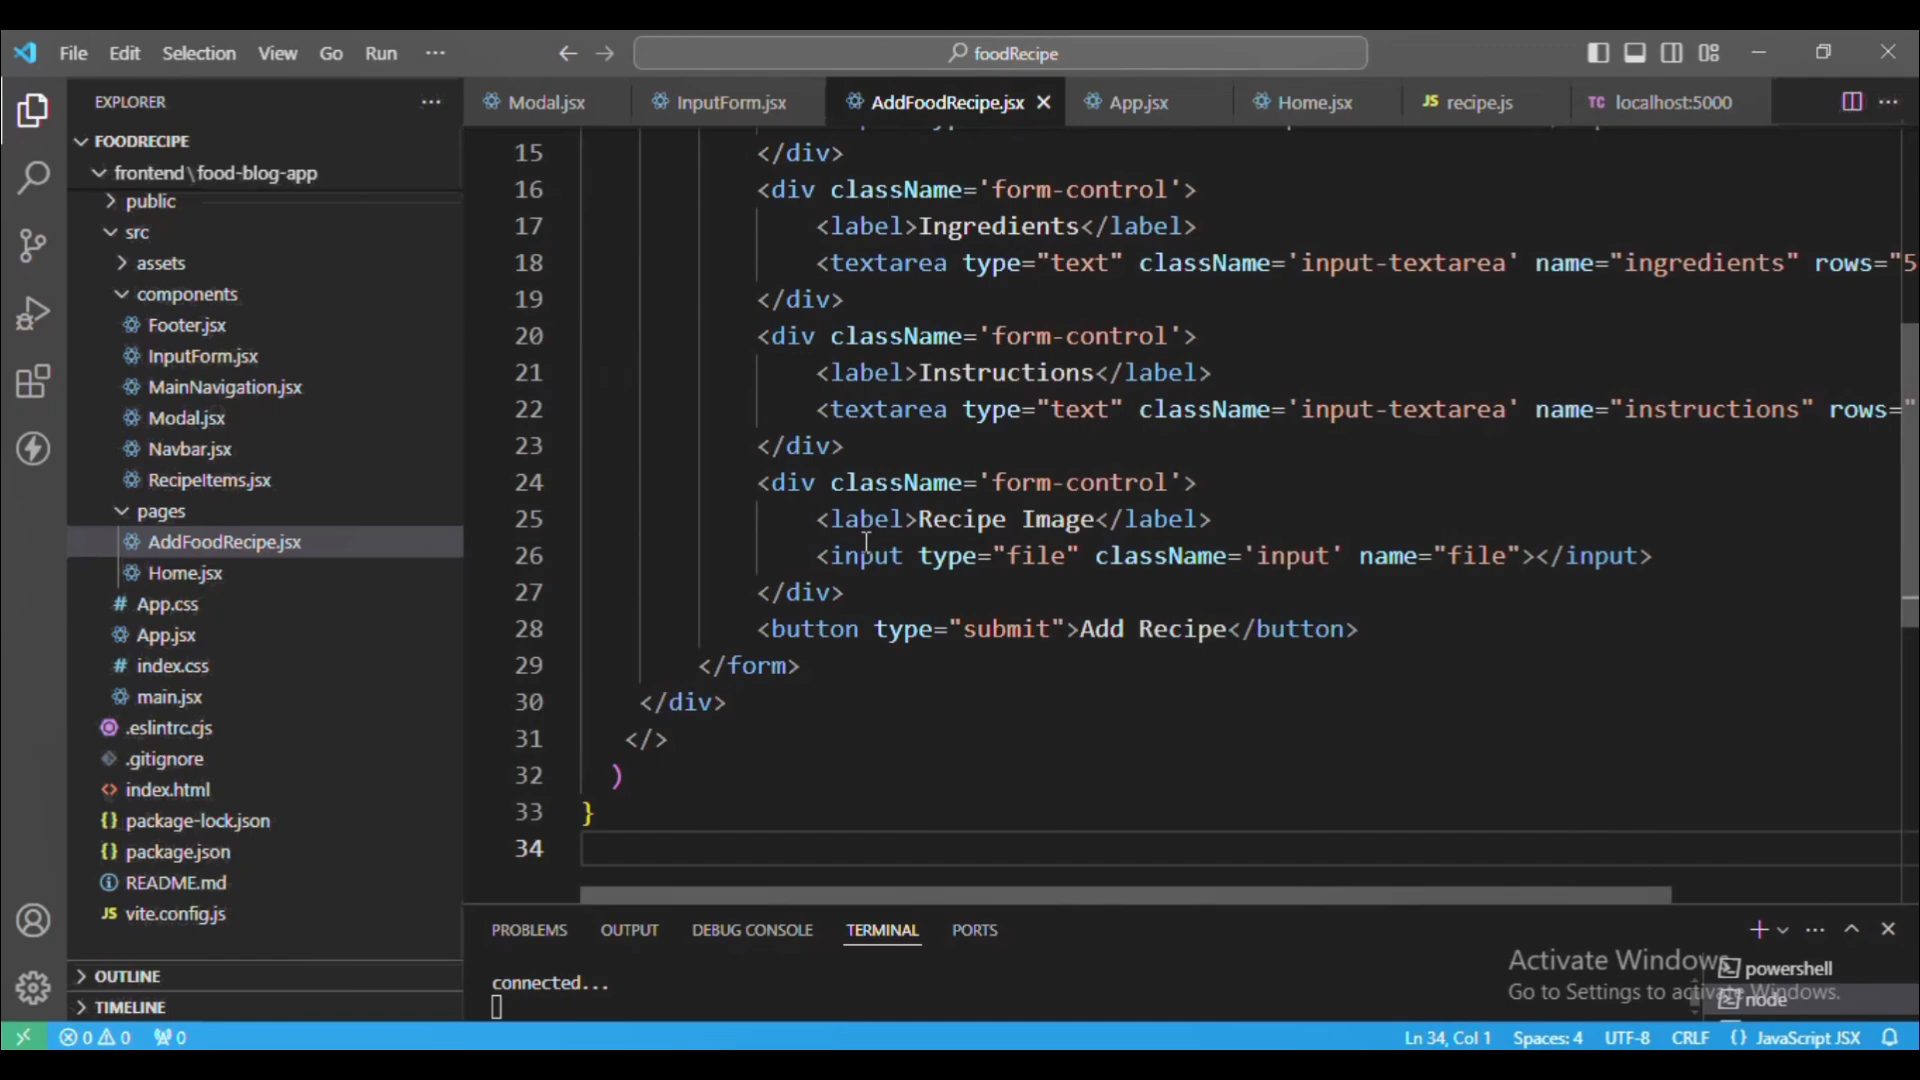 File Edit Selection View Go Run ··· foodRecipe
EXPLORER
FOODRECIPE
frontend\food-blog-app
public
src
assets
components
Footer.jsx
InputForm.jsx
MainNavigation.jsx
Modal.jsx
Navbar.jsx
RecipeItems.jsx
pages
AddFoodRecipe.jsx
Home.jsx
# App.css
App.jsx
# index.css
main.jsx
.eslintrc.cjs
.gitignore
<> index.html
{} package-lock.json
{} package.json
README.md
JS vite.config.js
OUTLINE
TIMELINE
Modal.jsx InputForm.jsx AddFoodRecipe.jsx App.jsx Home.jsx JS recipe.js TC localhost:5000
15 </div>
16 <div className='form-control'>
17 <label>Ingredients</label>
18 <textarea type="text" className='input-textarea' name="ingredients" rows="5
19 </div>
20 <div className='form-control'>
21 <label>Instructions</label>
22 <textarea type="text" className='input-textarea' name="instructions" rows="
23 </div>
24 <div className='form-control'>
25 <label>Recipe Image</label>
26 <input type="file" className='input' name="file"></input>
27 </div>
28 <button type="submit">Add Recipe</button>
29 </form>
30 </div>
31 </>
32 )
33 }
34
PROBLEMS OUTPUT DEBUG CONSOLE TERMINAL PORTS
connected...
powershell
node
Activate Windows
Go to Settings to activate Windows.
0 0 0 Ln 34, Col 1 Spaces: 4 UTF-8 CRLF {} JavaScript JSX